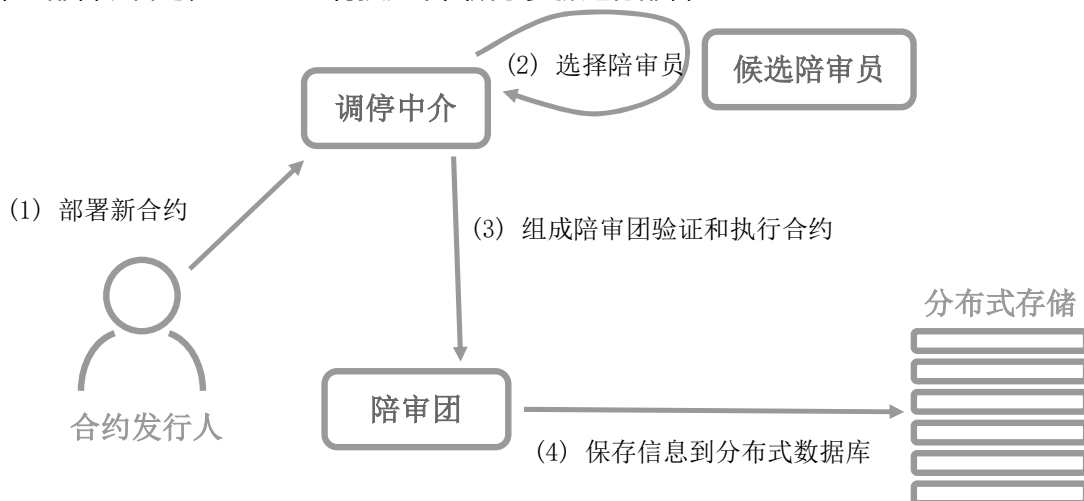 (2) 选择陪审员
候选陪审员
调停中介
(1) 部署新合约
(3) 组成陪审团验证和执行合约
分布式存储
陪审团
合约发行人
(4) 保存信息到分布式数据库